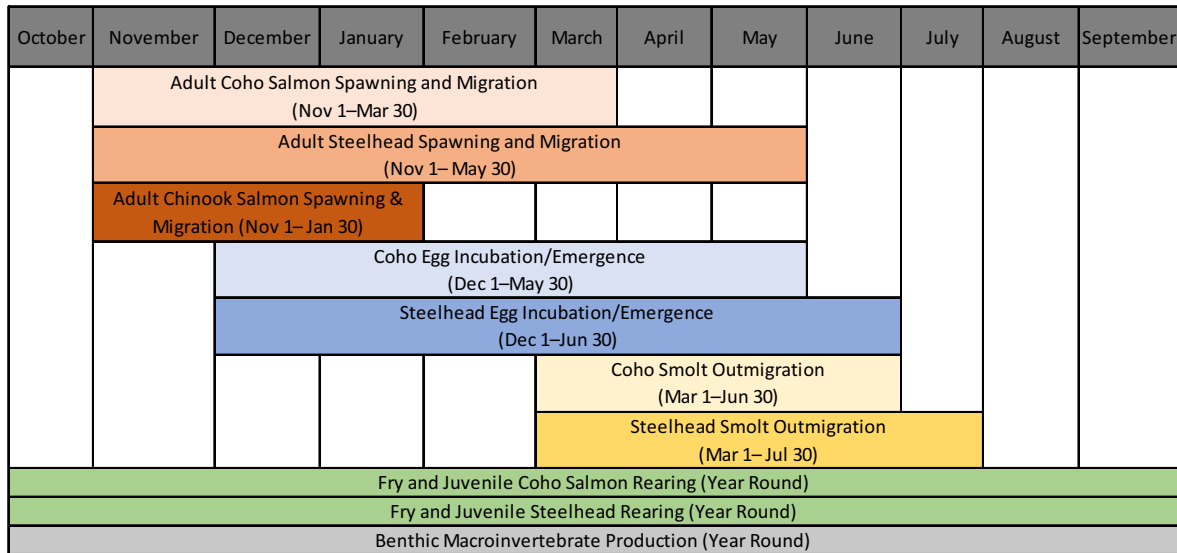 October November December January February March April May June July August September
Adult Coho Salmon Spawning and Migration
(Nov 1–Mar 30)
Adult Steelhead Spawning and Migration
(Nov 1– May 30)
Adult Chinook Salmon Spawning &
Migration (Nov 1– Jan 30)
Coho Egg Incubation/Emergence
(Dec 1–May 30)
Steelhead Egg Incubation/Emergence
(Dec 1–Jun 30)
Coho Smolt Outmigration
(Mar 1–Jun 30)
Steelhead Smolt Outmigration
(Mar 1– Jul 30)
Fry and Juvenile Coho Salmon Rearing (Year Round)
Fry and Juvenile Steelhead Rearing (Year Round)
Benthic Macroinvertebrate Production (Year Round)